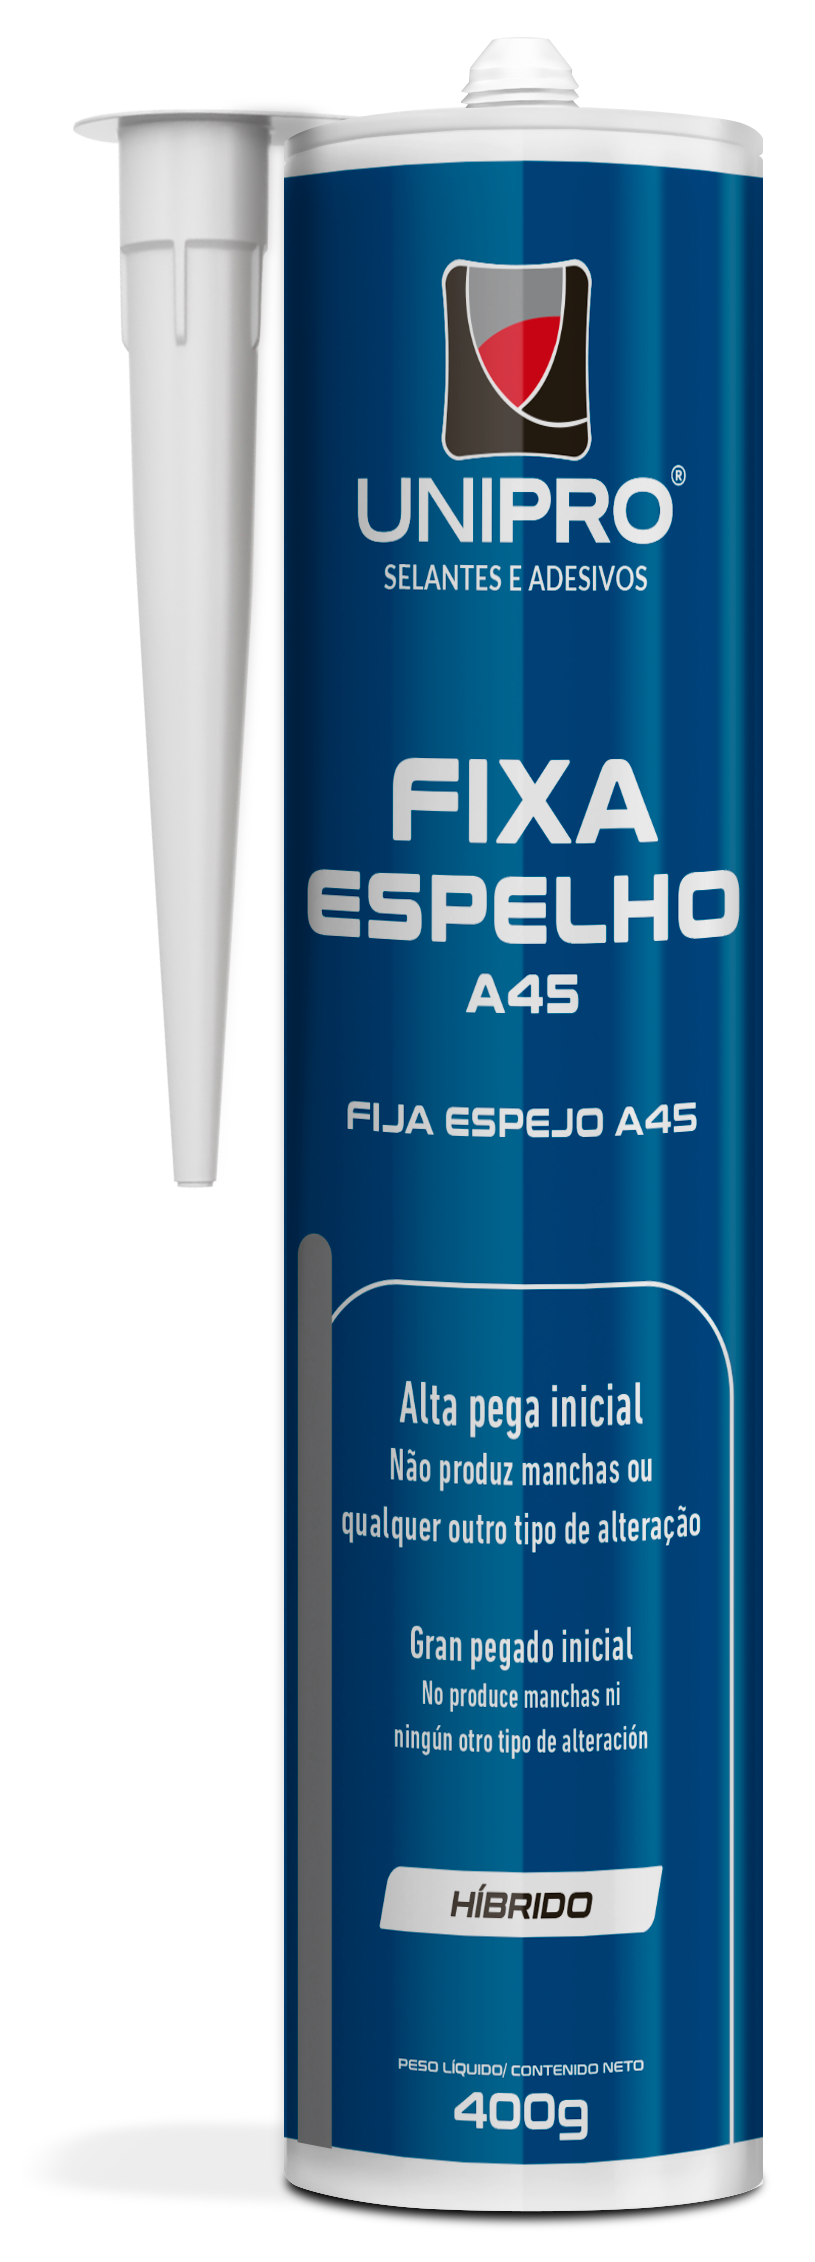 UNIPRO®
SELANTES E ADESIVOS
FIXA
ESPELHO
A45
FIJA ESPEJO A45
Alta pega inicial
Não produz manchas ou
qualquer outro tipo de alteração
Gran pegado inicial
No produce manchas ni
ningún otro tipo de alteración
HÍBRIDO
PESO LÍQUIDO/ CONTENIDO NETO
400g